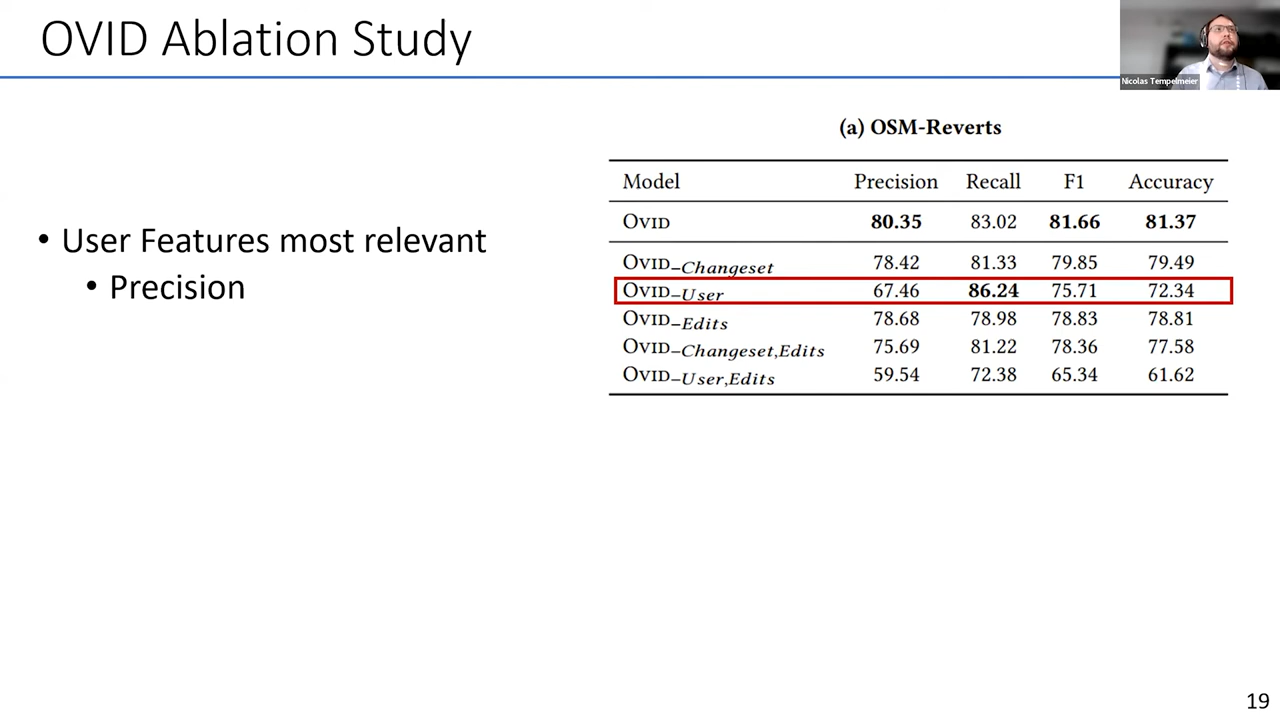 OVID Ablation Study
Nicolas Tempelmeier
• User Features most relevant
• Precision
(a) OSM-Reverts
Model Precision Recall F1 Accuracy
OVID 80.35 83.02 81.66 81.37
OVID–Changeset 78.42 81.33 79.85 79.49
OVID–User 67.46 86.24 75.71 72.34
OVID–Edits 78.68 78.98 78.83 78.81
OVID–Changeset,Edits 75.69 81.22 78.36 77.58
OVID–User,Edits 59.54 72.38 65.34 61.62
19